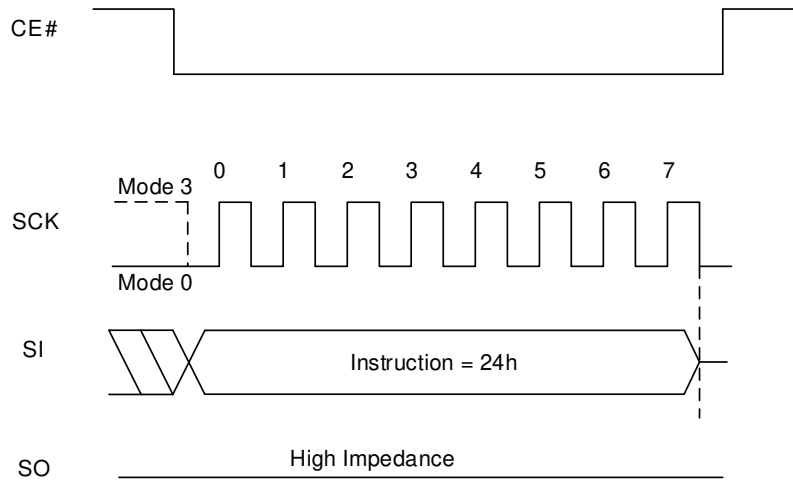 CE#
0 1 2 3 4 5 6 7
Mode 3
SCK
Mode 0
SI
Instruction = 24h
SO
High Impedance